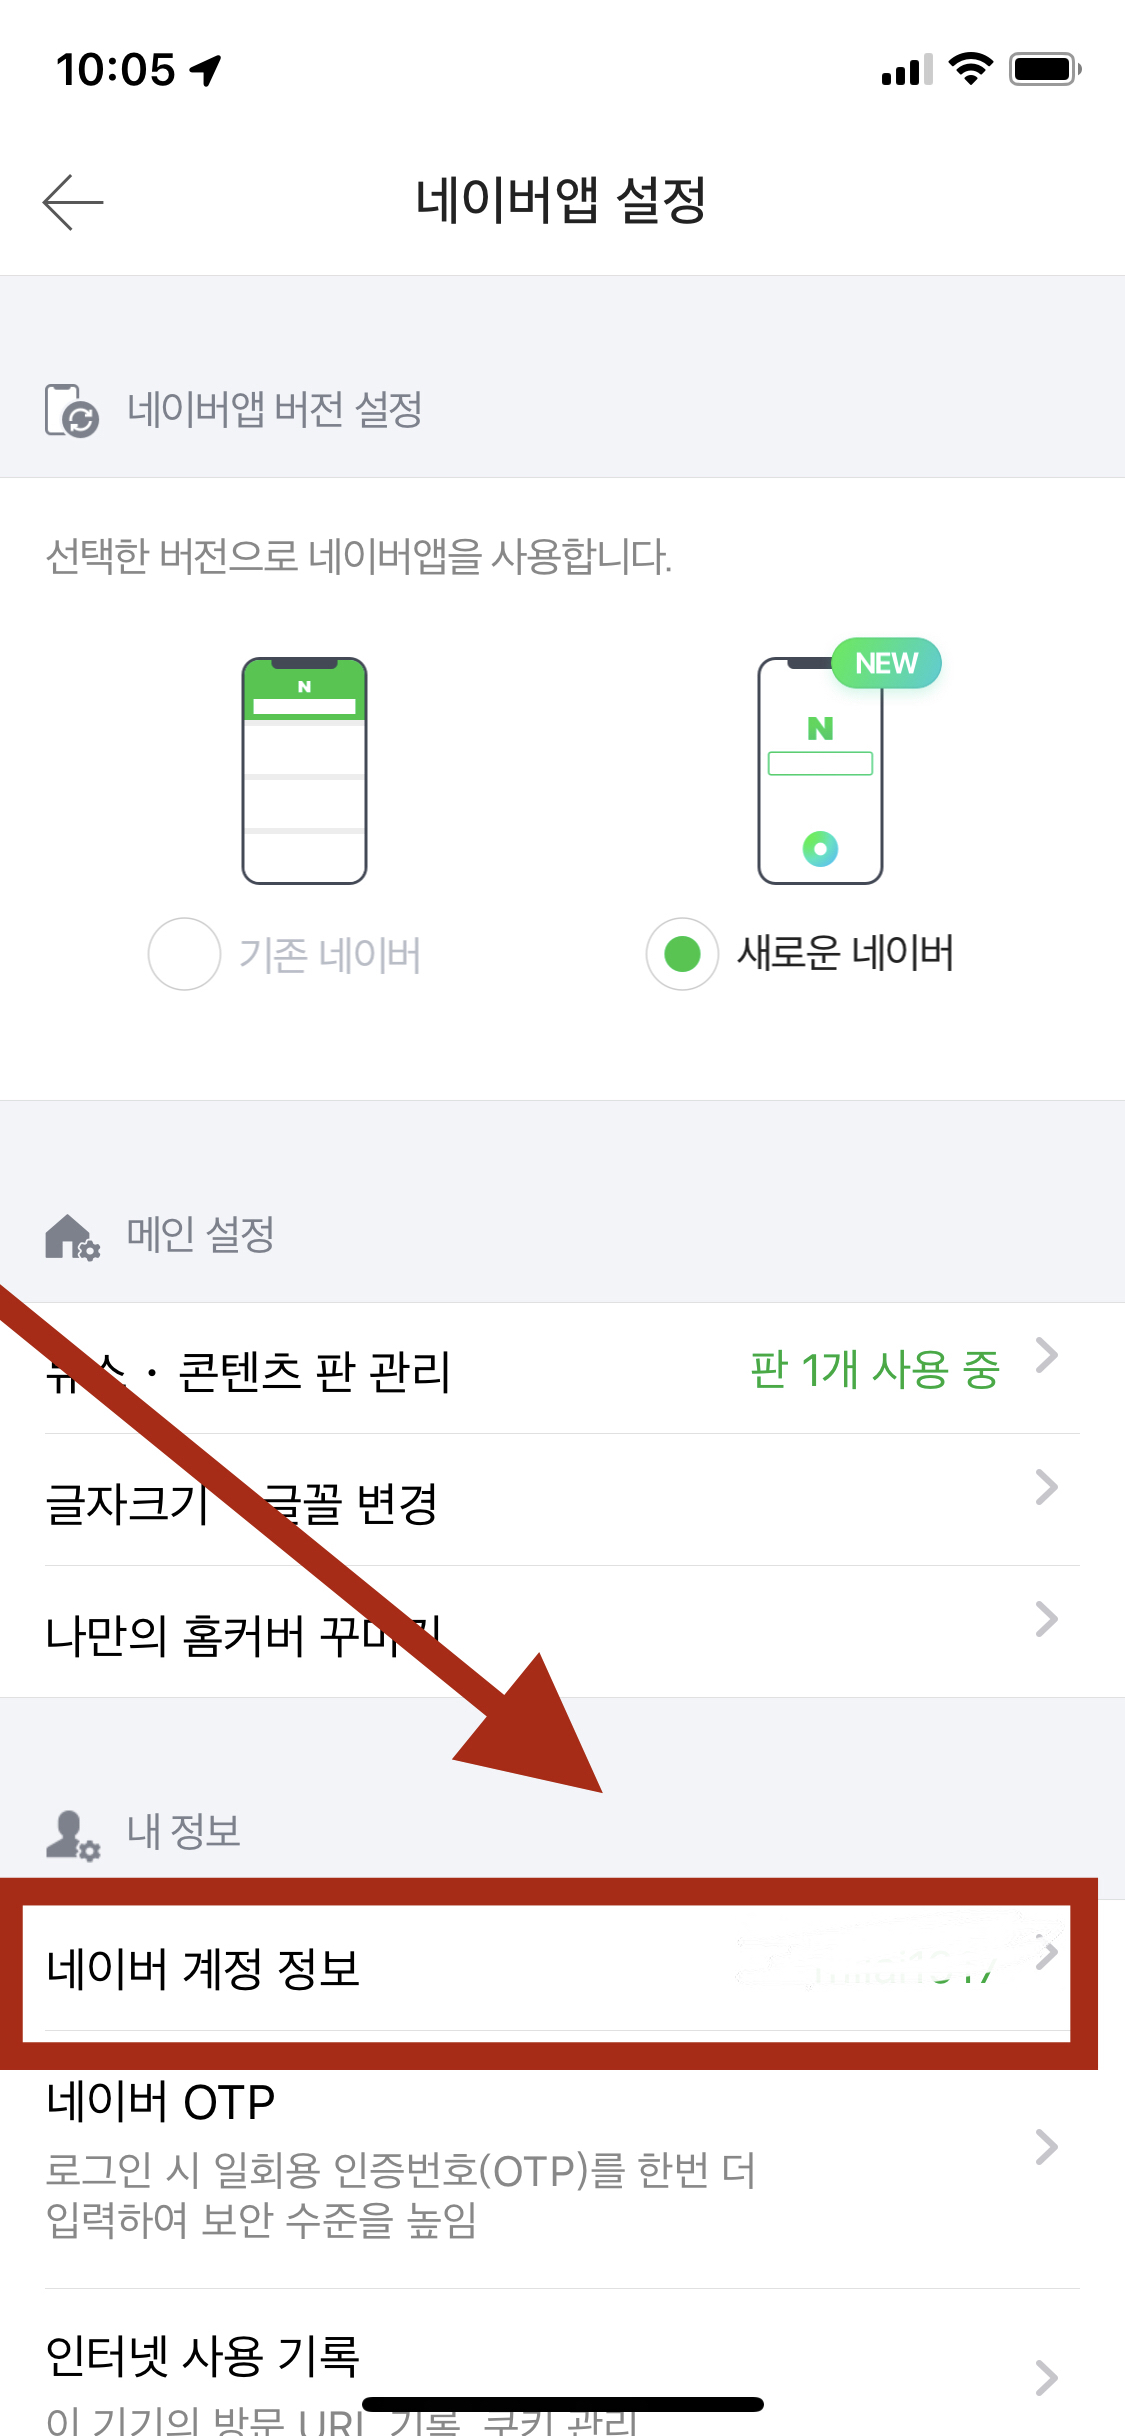 10:05
네이버앱 설정
네이버앱 버전 설정
선택한 버전으로 네이버앱을 사용합니다.
N
NEW
N
기존 네이버
새로운 네이버
메인 설정
· 콘텐츠 판 관리
판 1개 사용 중
글자크기 글꼴 변경
나만의 홈커버
내 정보
네이버 계정 정보
네이버 OTP
로그인 시 일회용 인증번호(OTP)를 한번 더
입력하여 보안 수준을 높임
인터넷 사용 기록
이 기기의 방문 URL 기록, 쿠키 관리